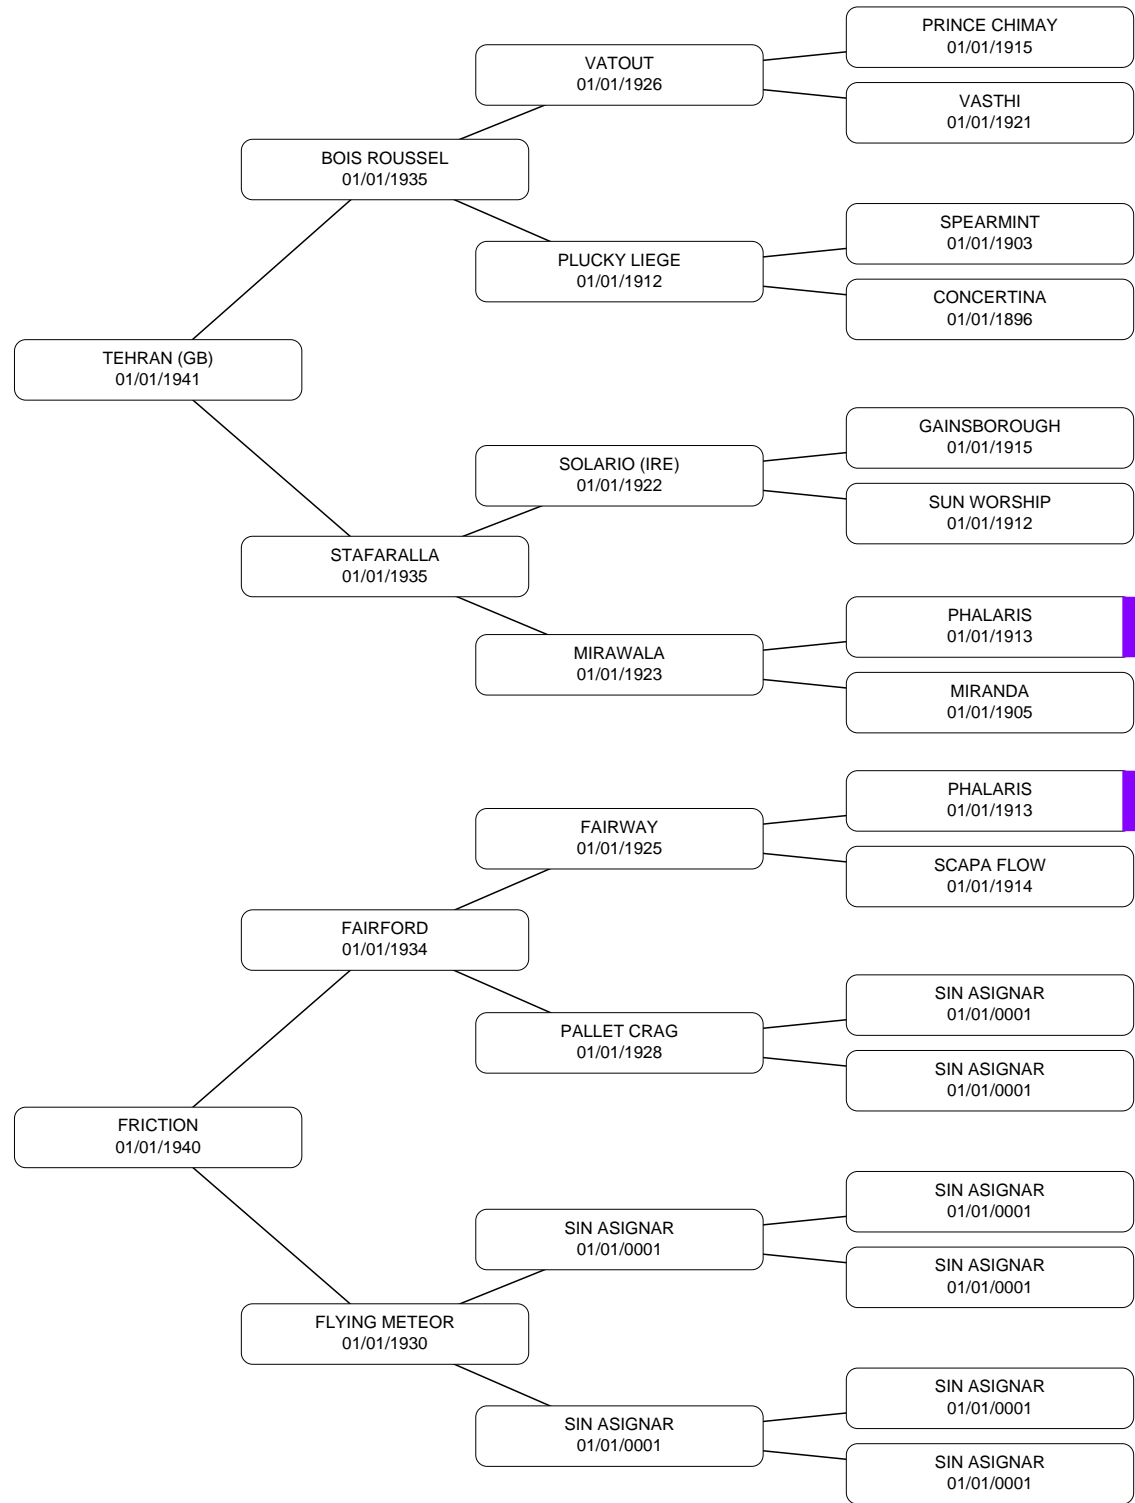 PRINCE CHIMAY
01/01/1915
VATOUT
01/01/1926
VASTHI
01/01/1921
BOIS ROUSSEL
01/01/1935
SPEARMINT
01/01/1903
PLUCKY LIEGE
01/01/1912
CONCERTINA
01/01/1896
TEHRAN (GB)
01/01/1941
GAINSBOROUGH
01/01/1915
SOLARIO (IRE)
01/01/1922
SUN WORSHIP
01/01/1912
STAFARALLA
01/01/1935
PHALARIS
01/01/1913
MIRAWALA
01/01/1923
MIRANDA
01/01/1905
PHALARIS
01/01/1913
FAIRWAY
01/01/1925
SCAPA FLOW
01/01/1914
FAIRFORD
01/01/1934
SIN ASIGNAR
01/01/0001
PALLET CRAG
01/01/1928
SIN ASIGNAR
01/01/0001
FRICTION
01/01/1940
SIN ASIGNAR
01/01/0001
SIN ASIGNAR
01/01/0001
SIN ASIGNAR
01/01/0001
FLYING METEOR
01/01/1930
SIN ASIGNAR
01/01/0001
SIN ASIGNAR
01/01/0001
SIN ASIGNAR
01/01/0001